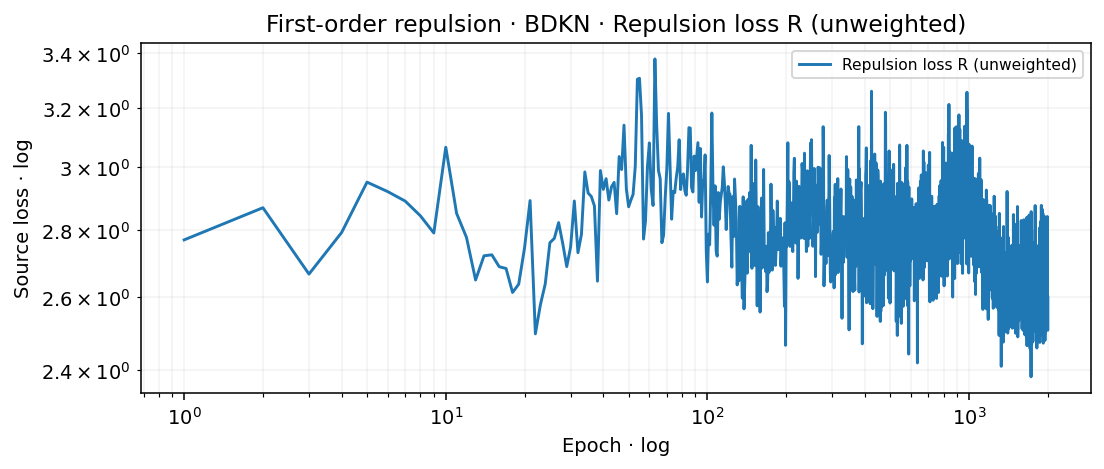 First-order repulsion · BDKN · Repulsion loss R (unweighted)
Repulsion loss R (unweighted)
Source loss · log
3.4 × 10⁰
3.2 × 10⁰
3 × 10⁰
2.8 × 10⁰
2.6 × 10⁰
2.4 × 10⁰
10⁰ 10¹ 10² 10³
Epoch · log